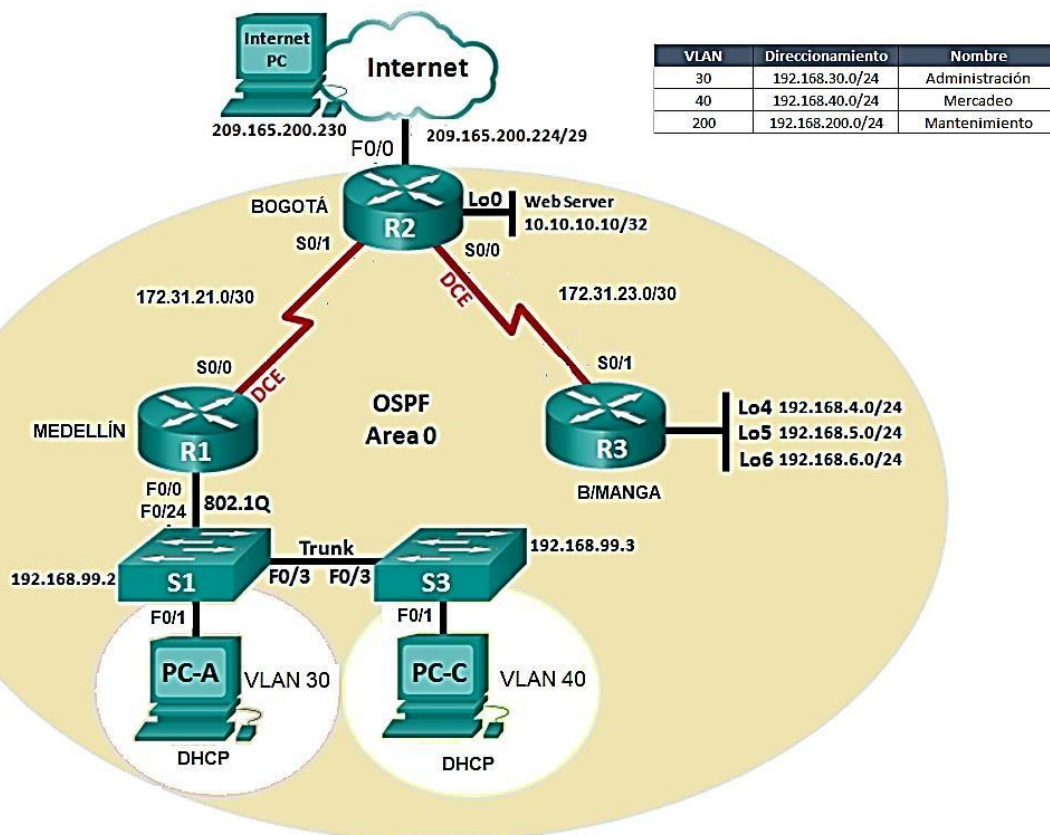 Internet
PC
Internet
209.165.200.230
209.165.200.224/29
F0/0
VLAN Direccionamiento Nombre
30 192.168.30.0/24 Administración
40 192.168.40.0/24 Mercadeo
200 192.168.200.0/24 Mantenimiento
BOGOTÁ
R2
Lo0
Web Server
10.10.10.10/32
S0/1
S0/0
DCE
172.31.21.0/30
172.31.23.0/30
S0/0
DCE
S0/1
MEDELLÍN
R1
OSPF
Area 0
R3
B/MANGA
Lo4 192.168.4.0/24
Lo5 192.168.5.0/24
Lo6 192.168.6.0/24
F0/0
F0/24
802.1Q
192.168.99.2
S1
Trunk
F0/3 F0/3
S3
192.168.99.3
F0/1
F0/1
PC-A
VLAN 30
PC-C
VLAN 40
DHCP
DHCP